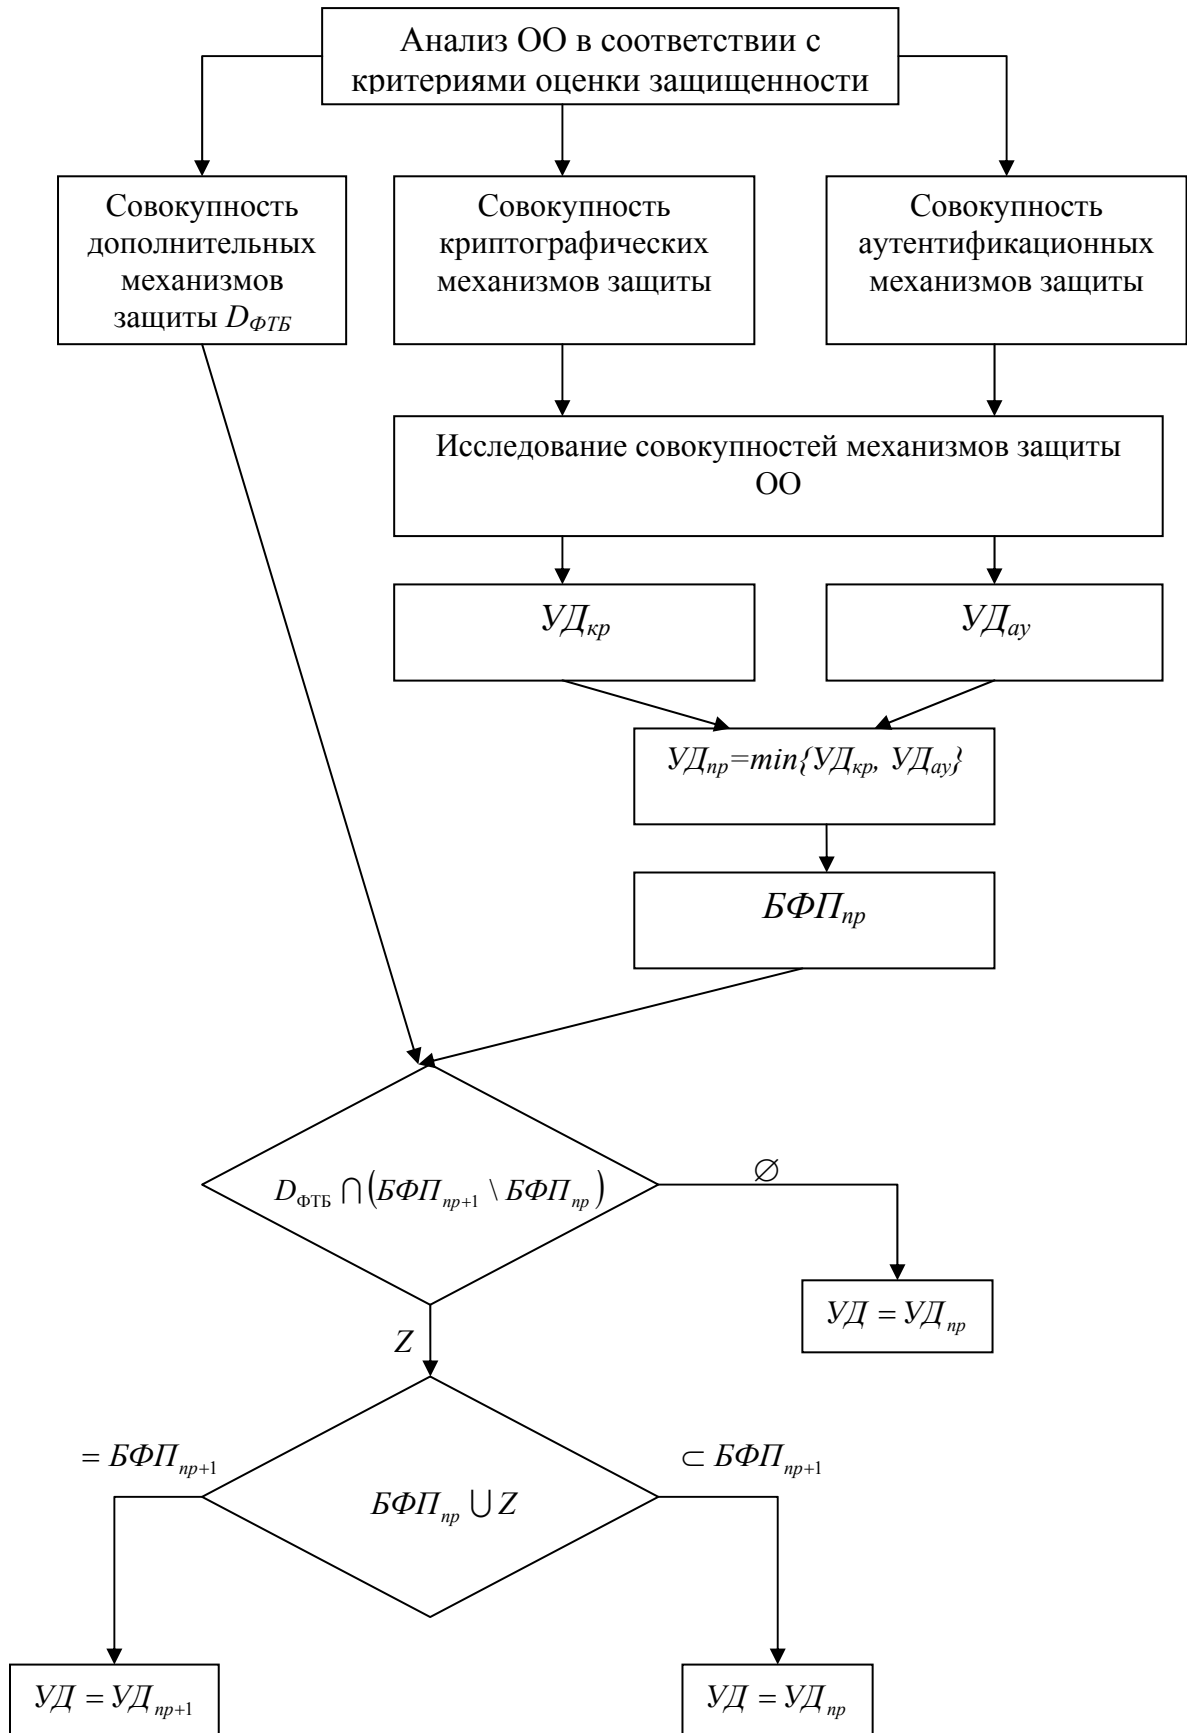 Анализ ОО в соответствии с
критериями оценки защищенности
Совокупность
дополнительных
механизмов
защиты D_ФТБ
Совокупность
криптографических
механизмов защиты
Совокупность
аутентификационных
механизмов защиты
Исследование совокупностей механизмов защиты
ОО
УД_кр
УД_ау
УД_пр=min{УД_кр, УД_ау}
БФП_пр
D_ФТБ ⋂ (БФП_пр+1 \ БФП_пр)
∅
УД = УД_пр
Z
= БФП_пр+1
⊂ БФП_пр+1
БФП_пр ⋃ Z
УД = УД_пр+1
УД = УД_пр